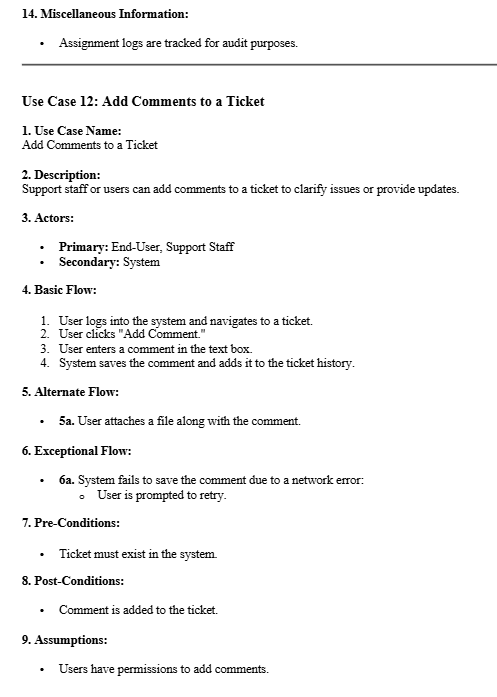 14. Miscellaneous Information:
• Assignment logs are tracked for audit purposes.
Use Case 12: Add Comments to a Ticket
1. Use Case Name:
Add Comments to a Ticket
2. Description:
Support staff or users can add comments to a ticket to clarify issues or provide updates.
3. Actors:
• Primary: End-User, Support Staff
• Secondary: System
4. Basic Flow:
1. User logs into the system and navigates to a ticket.
2. User clicks "Add Comment."
3. User enters a comment in the text box.
4. System saves the comment and adds it to the ticket history.
5. Alternate Flow:
• 5a. User attaches a file along with the comment.
6. Exceptional Flow:
• 6a. System fails to save the comment due to a network error:
o User is prompted to retry.
7. Pre-Conditions:
• Ticket must exist in the system.
8. Post-Conditions:
• Comment is added to the ticket.
9. Assumptions:
• Users have permissions to add comments.